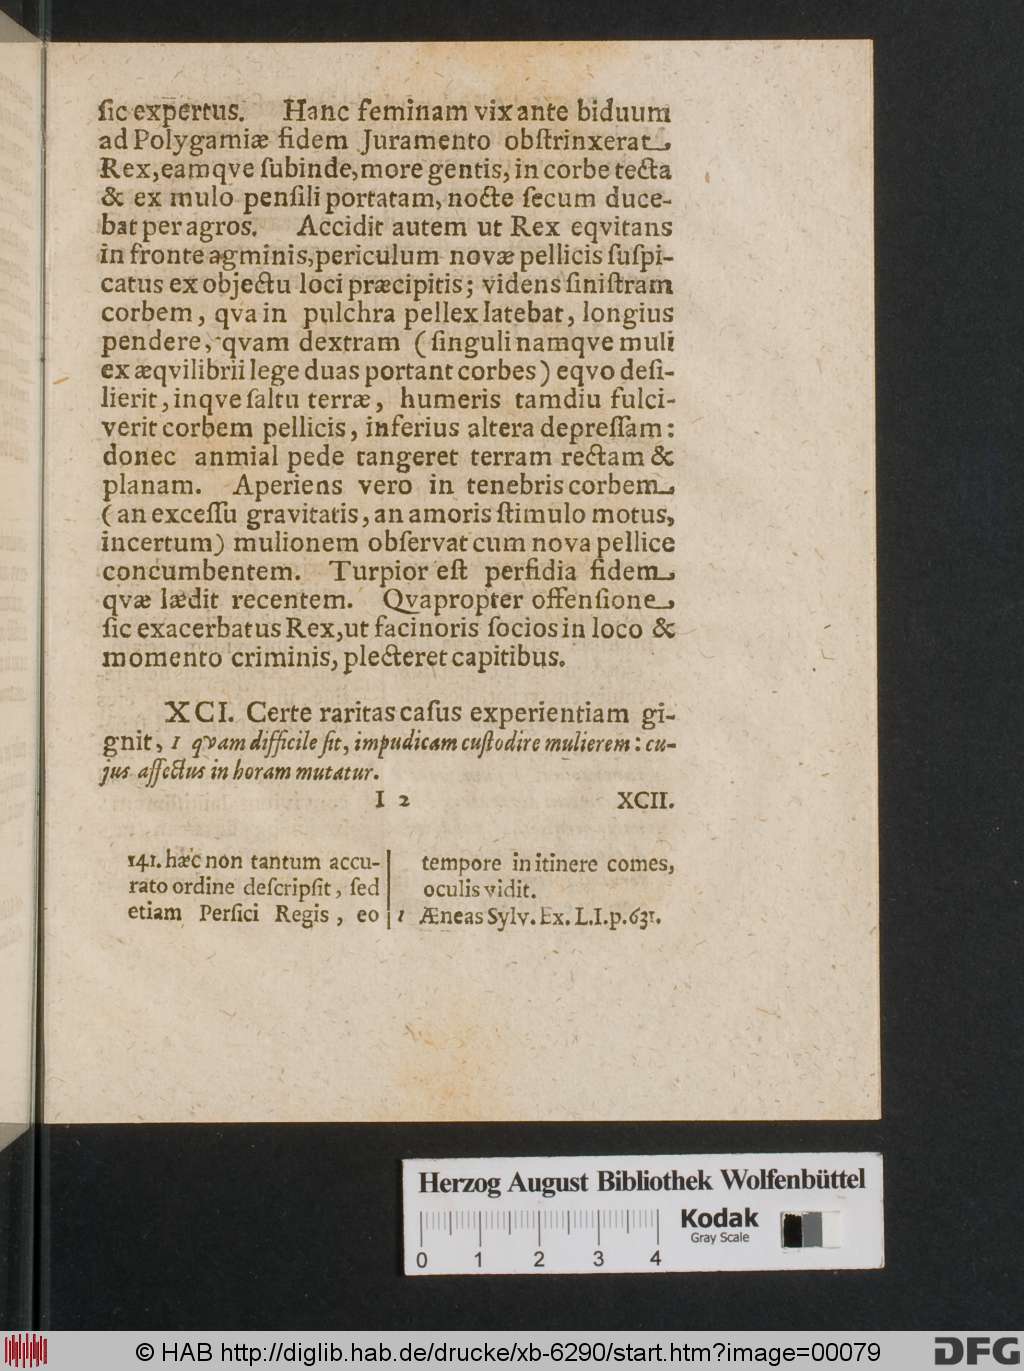 ſic expertus. Hanc feminam vix ante biduum
ad Polygamiæ fidem Juramento obſtrinxerat,
Rex, eamqve ſubinde, more gentis, in corbe tecta
& ex mulo penſili portatam, nocte ſecum duce-
bat per agros. Accidit autem ut Rex eqvitans
in fronte agminis, periculum novæ pellicis ſuſpi-
catus ex objectu loci præcipitis; videns ſiniſtram
corbem, qva in pulchra pellex latebat, longius
pendere, qvam dextram (ſinguli namqve muli
ex æqvilibrii lege duas portant corbes) eqvo deſi-
lierit, inqve ſaltu terræ, humeris tamdiu fulci-
verit corbem pellicis, inferius altera depreſſam:
donec anmial pede tangeret terram rectam &
planam. Aperiens vero in tenebris corbem,
(an exceſſu gravitatis, an amoris ſtimulo motus,
incertum) mulionem obſervat cum nova pellice
concumbentem. Turpior eſt perfidia fidem,
qvæ lædit recentem. Qvapropter offenſione,
ſic exacerbatus Rex, ut facinoris ſocios in loco &
momento criminis, plecteret capitibus.
XCI. Certe raritas caſus experientiam gi-
gnit, 1 qvam difficile ſit, impudicam cuſtodire mulierem: cu-
jus affectus in horam mutatur.
I 2 XCII.
141. hæc non tantum accu-
rato ordine deſcripſit, ſed
etiam Perſici Regis, eo
tempore in itinere comes,
oculis vidit.
1 Æneas Sylv. Ex. L.I.p.631.
Herzog August Bibliothek Wolfenbüttel
Kodak
Gray Scale
0 1 2 3 4
© HAB http://diglib.hab.de/drucke/xb-6290/start.htm?image=00079
DFG